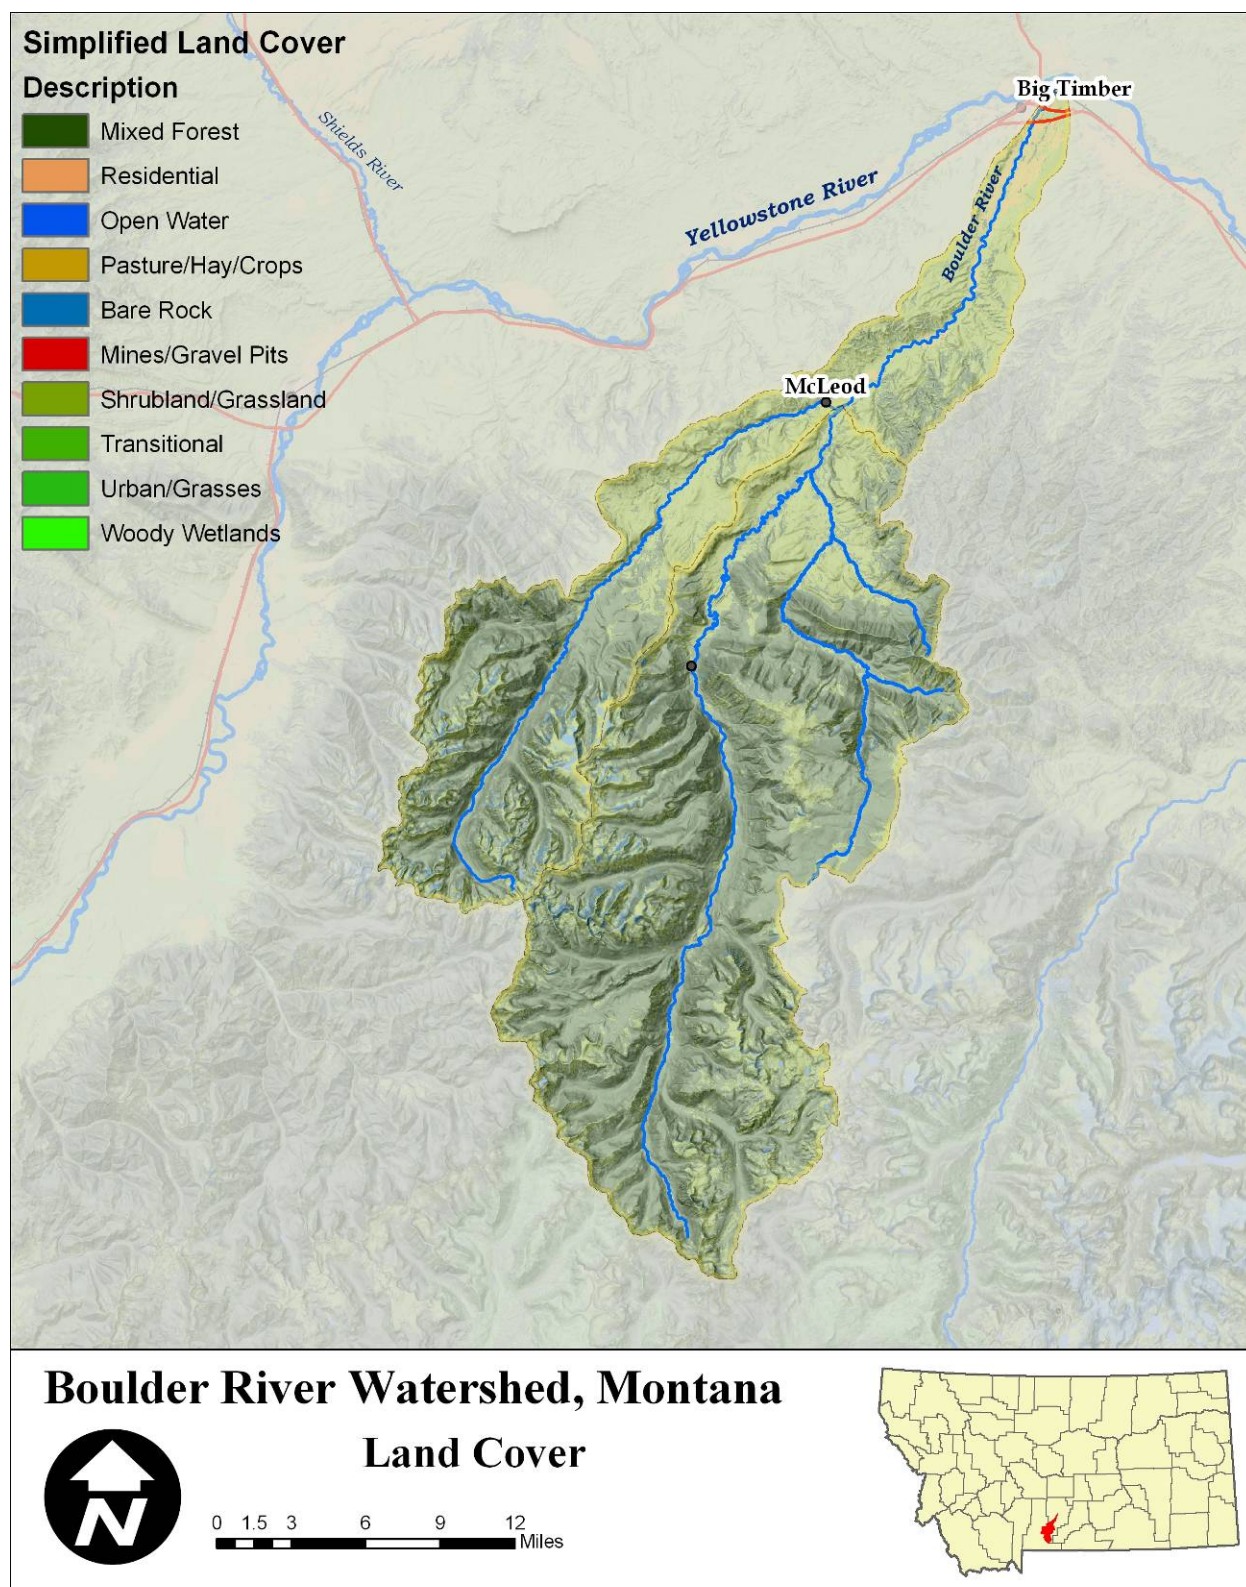 Simplified Land Cover
Description
Mixed Forest
Residential
Open Water
Pasture/Hay/Crops
Bare Rock
Mines/Gravel Pits
Shrubland/Grassland
Transitional
Urban/Grasses
Woody Wetlands
Big Timber
Shields River
Yellowstone River
Boulder River
McLeod
Boulder River Watershed, Montana
Land Cover
N
0 1.5 3 6 9 12
Miles